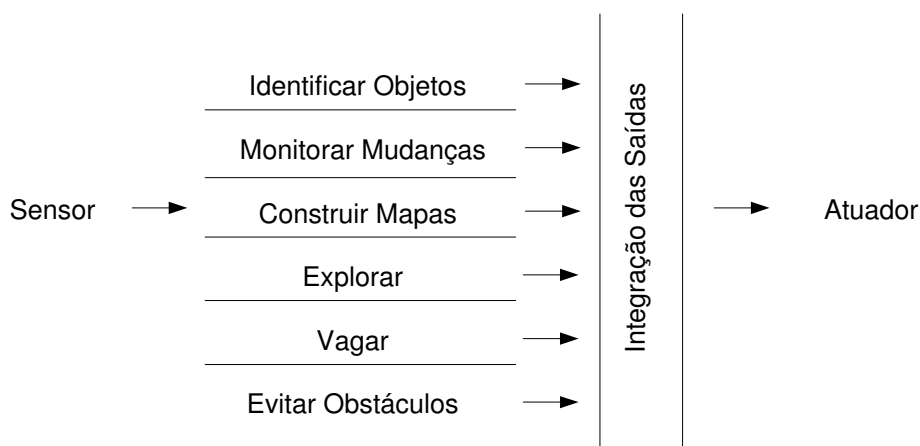 Identificar Objetos
Monitorar Mudanças
Sensor
Construir Mapas
Explorar
Vagar
Evitar Obstáculos
Integração das Saídas
Atuador